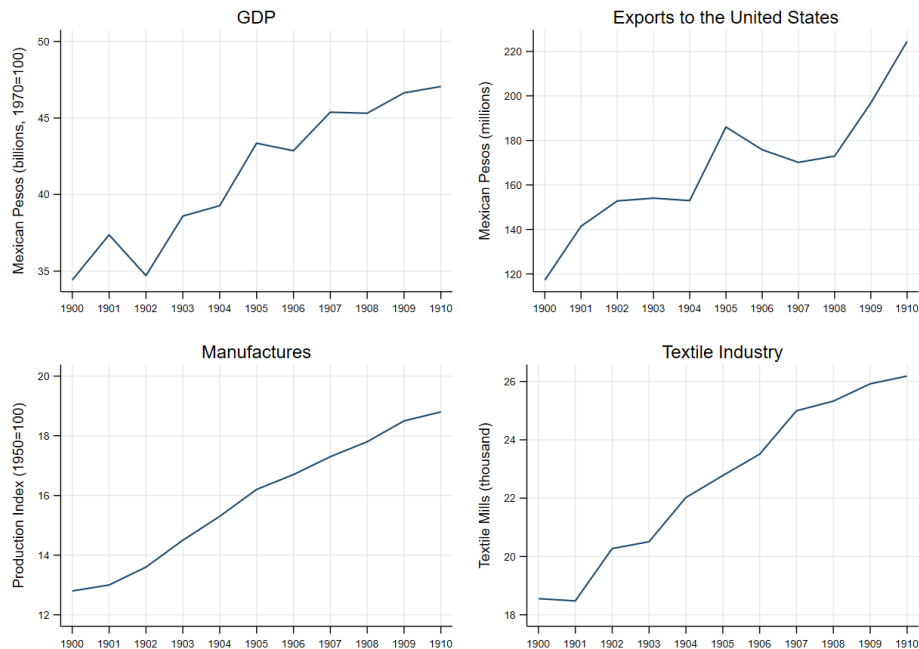 GDP
Mexican Pesos (billions, 1970=100)
50
45
40
35
1900 1901 1902 1903 1904 1905 1906 1907 1908 1909 1910
Exports to the United States
Mexican Pesos (millions)
220
200
180
160
140
120
1900 1901 1902 1903 1904 1905 1906 1907 1908 1909 1910
Manufactures
Production Index (1950=100)
20
18
16
14
12
1900 1901 1902 1903 1904 1905 1906 1907 1908 1909 1910
Textile Industry
Textile Mills (thousand)
26
24
22
20
18
1900 1901 1902 1903 1904 1905 1906 1907 1908 1909 1910